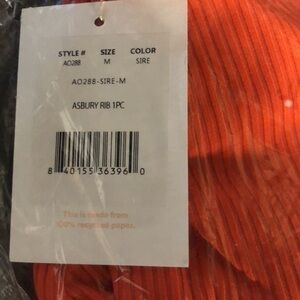 STYLE # SIZE COLOR
AO288 M SIRE
AO288-SIRE-M
ASBURY RIB 1PC
8 40155 36396 0
This is made from
100% recycled paper.